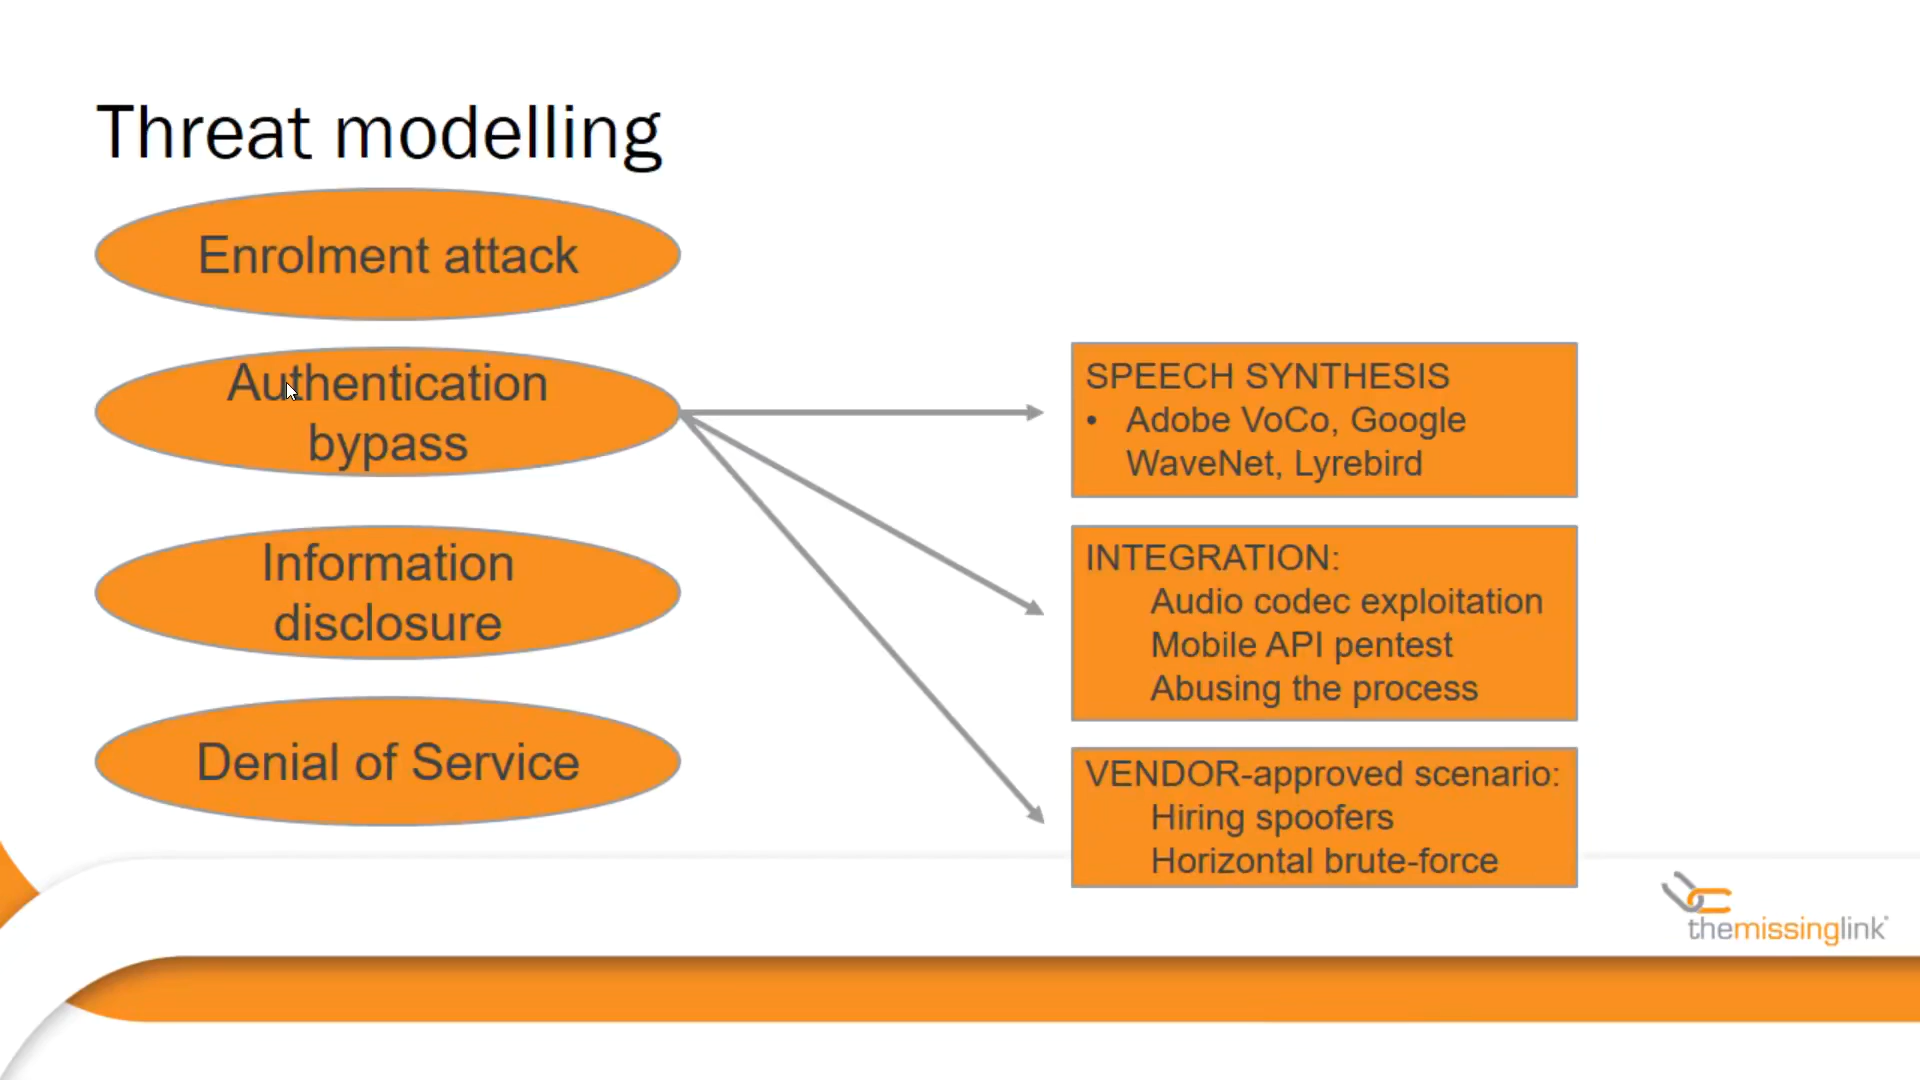 Threat modelling
Enrolment attack
Authentication
bypass
Information
disclosure
Denial of Service
SPEECH SYNTHESIS
• Adobe VoCo, Google
WaveNet, Lyrebird
INTEGRATION:
Audio codec exploitation
Mobile API pentest
Abusing the process
VENDOR-approved scenario:
Hiring spoofers
Horizontal brute-force
themissinglink